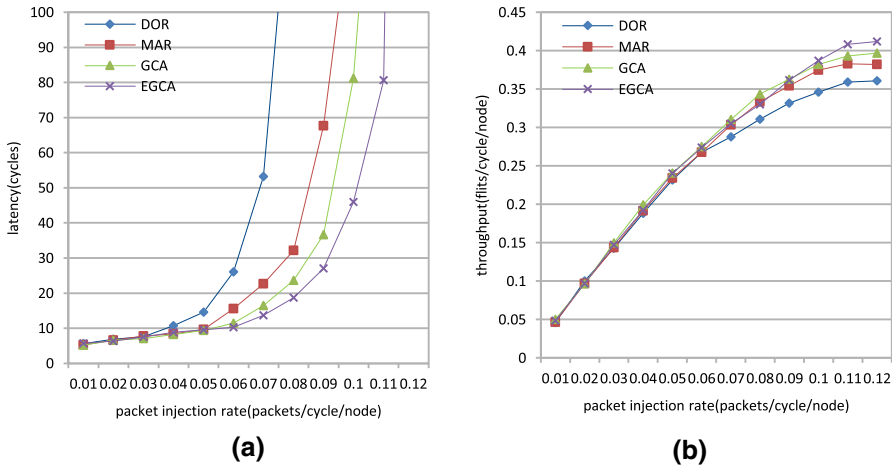 100
90
80
70
60
50
40
30
20
10
0
latency(cycles)
DOR
MAR
GCA
EGCA
0.01 0.02 0.03 0.04 0.05 0.06 0.07 0.08 0.09 0.1 0.11 0.12
packet injection rate(packets/cycle/node)
(a)
0.45
0.4
0.35
0.3
0.25
0.2
0.15
0.1
0.05
0
throughput(flits/cycle/node)
DOR
MAR
GCA
EGCA
0.01 0.02 0.03 0.04 0.05 0.06 0.07 0.08 0.09 0.1 0.11 0.12
packet injection rate(packets/cycle/node)
(b)